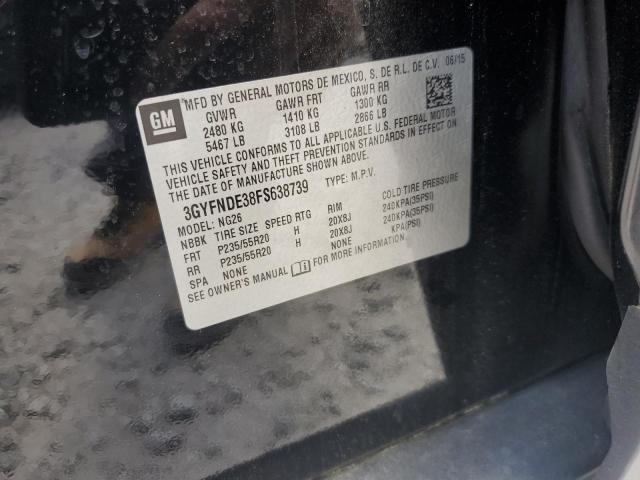 GM
MFD BY GENERAL MOTORS DE MEXICO, S. DE R.L. DE C.V. 06/15
GVWR GAWR FRT GAWR RR
2480 KG 1410 KG 1300 KG
5467 LB 3108 LB 2866 LB
THIS VEHICLE CONFORMS TO ALL APPLICABLE U.S. FEDERAL MOTOR
VEHICLE SAFETY AND THEFT PREVENTION STANDARDS IN EFFECT ON
THE DATE OF MANUFACTURE SHOWN ABOVE.
3GYFNDE38FS638739 TYPE: M.P.V.
MODEL: NG26
NBBK TIRE SIZE SPEED RTG RIM COLD TIRE PRESSURE
FRT P235/55R20 H 20X8J 240KPA(35PSI)
RR P235/55R20 H 20X8J 240KPA(35PSI)
SPA NONE NONE KPA(PSI)
SEE OWNER'S MANUAL FOR MORE INFORMATION.